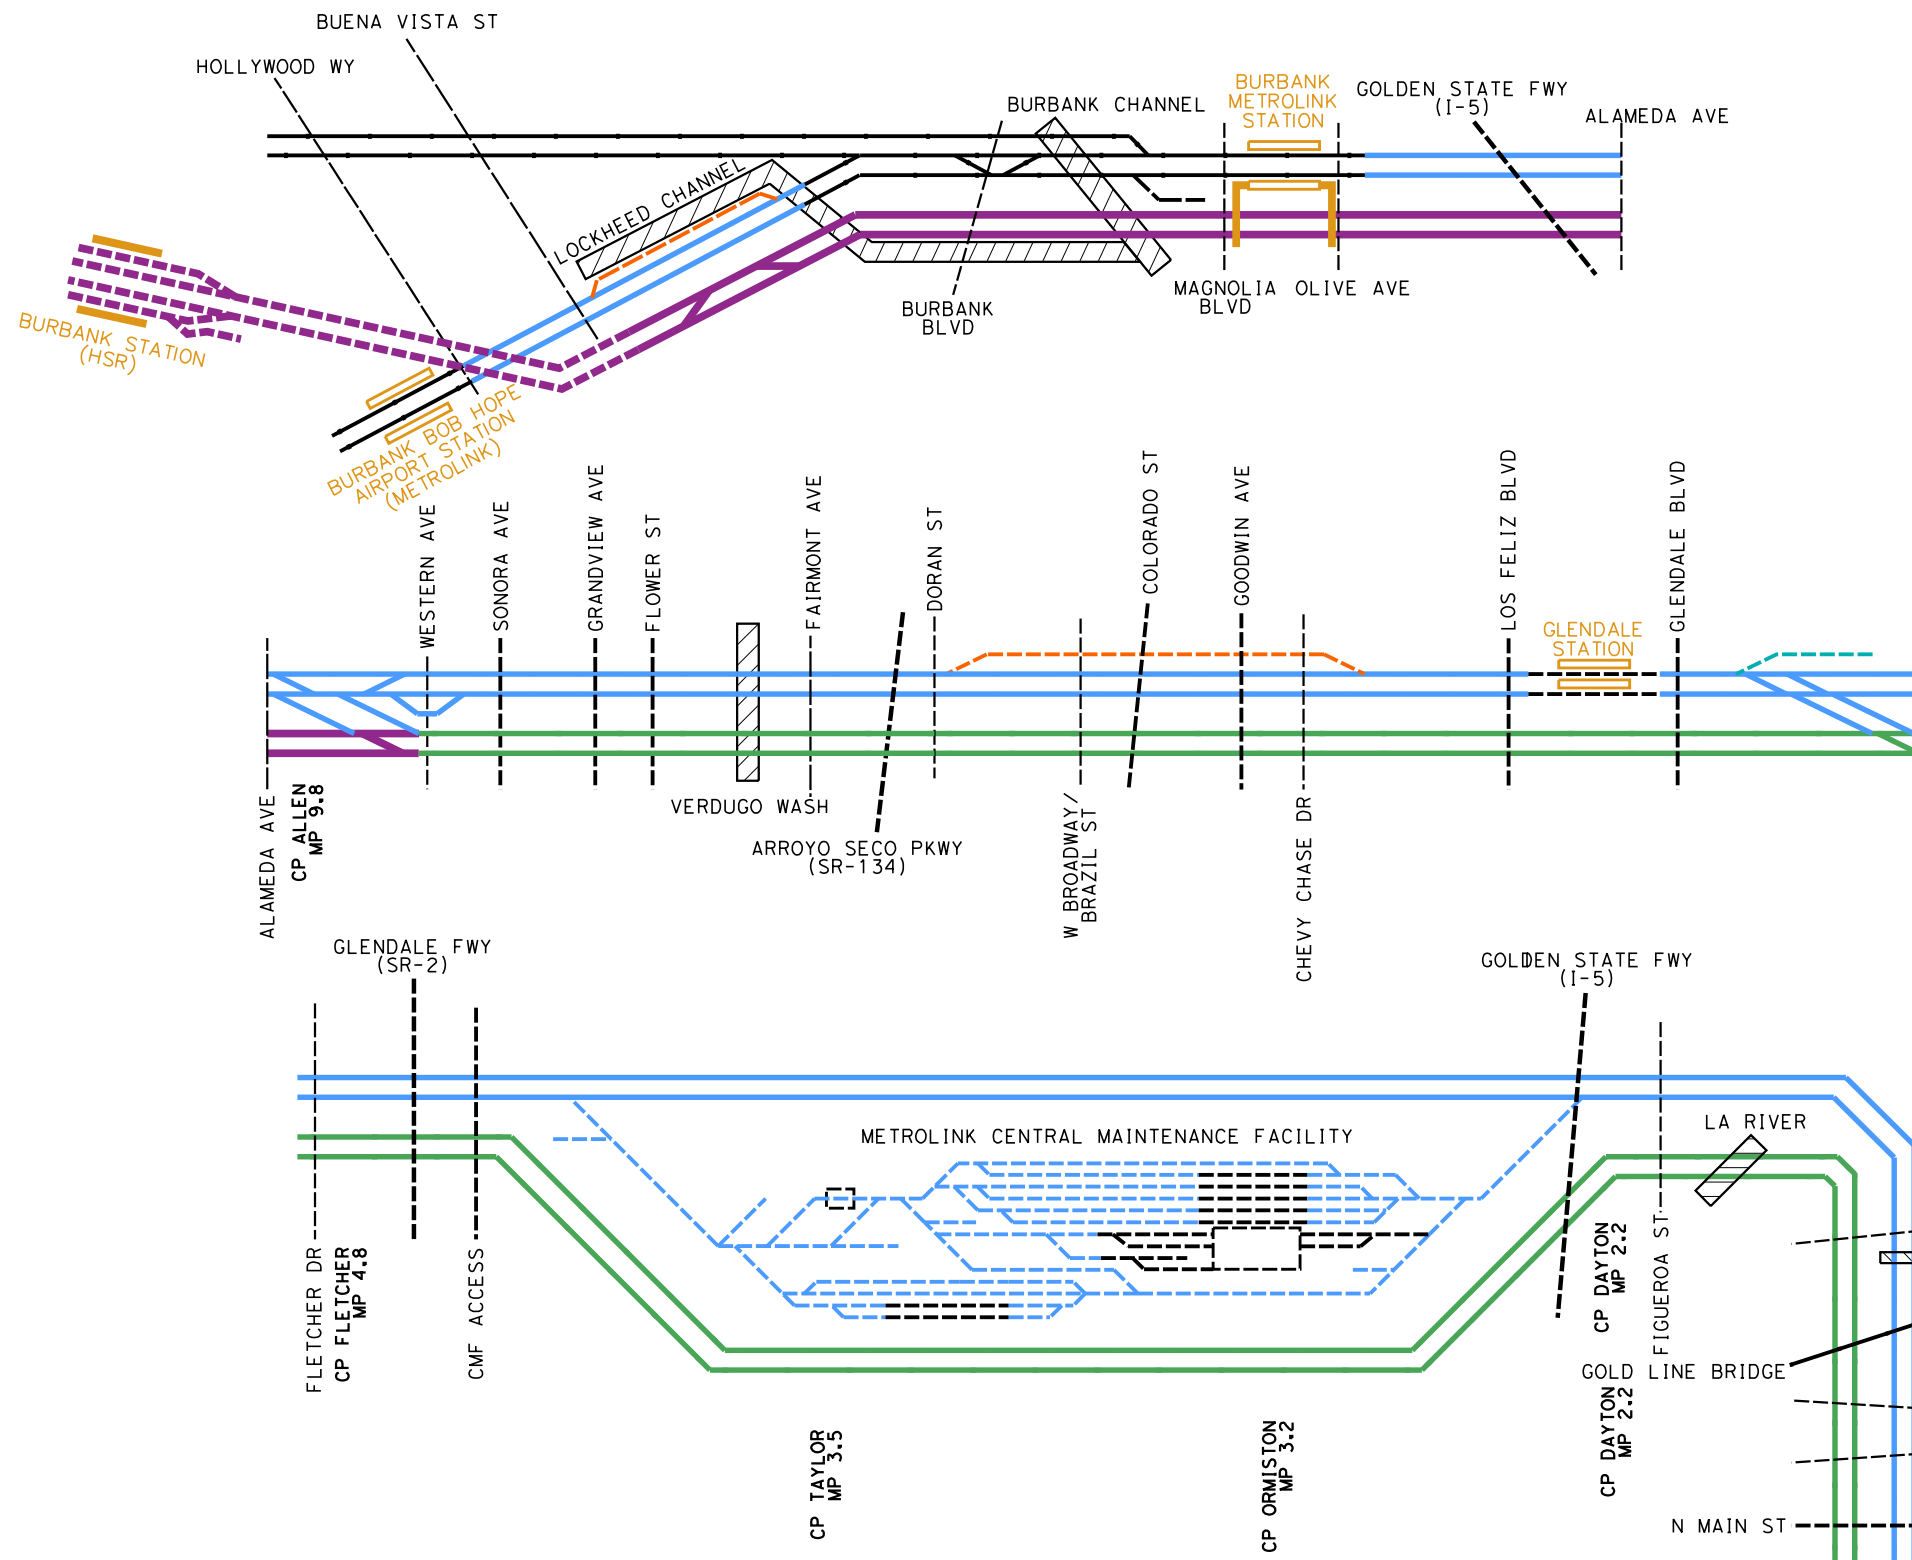 BUENA VISTA ST
HOLLYWOOD WY
BURBANK CHANNEL
BURBANK
METROLINK
STATION
GOLDEN STATE FWY
(I-5)
ALAMEDA AVE
LOCKHEED CHANNEL
BURBANK STATION
(HSR)
BURBANK
BLVD
MAGNOLIA
BLVD
OLIVE AVE
BURBANK BOB HOPE
AIRPORT STATION
(METROLINK)
WESTERN AVE
SONORA AVE
GRANDVIEW AVE
FLOWER ST
FAIRMONT AVE
DORAN ST
COLORADO ST
GOODWIN AVE
LOS FELIZ BLVD
GLENDALE
STATION
GLENDALE BLVD
ALAMEDA AVE
CP ALLEN
MP 9.8
VERDUGO WASH
ARROYO SECO PKWY
(SR-134)
W BROADWAY/
BRAZIL ST
CHEVY CHASE DR
GLENDALE FWY
(SR-2)
GOLDEN STATE FWY
(I-5)
METROLINK CENTRAL MAINTENANCE FACILITY
LA RIVER
FLETCHER DR
CP FLETCHER
MP 4.8
CMF ACCESS
CP DAYTON
MP 2.2
FIGUEROA ST
GOLD LINE BRIDGE
CP TAYLOR
MP 3.5
CP ORMISTON
MP 3.2
CP DAYTON
MP 2.2
N MAIN ST